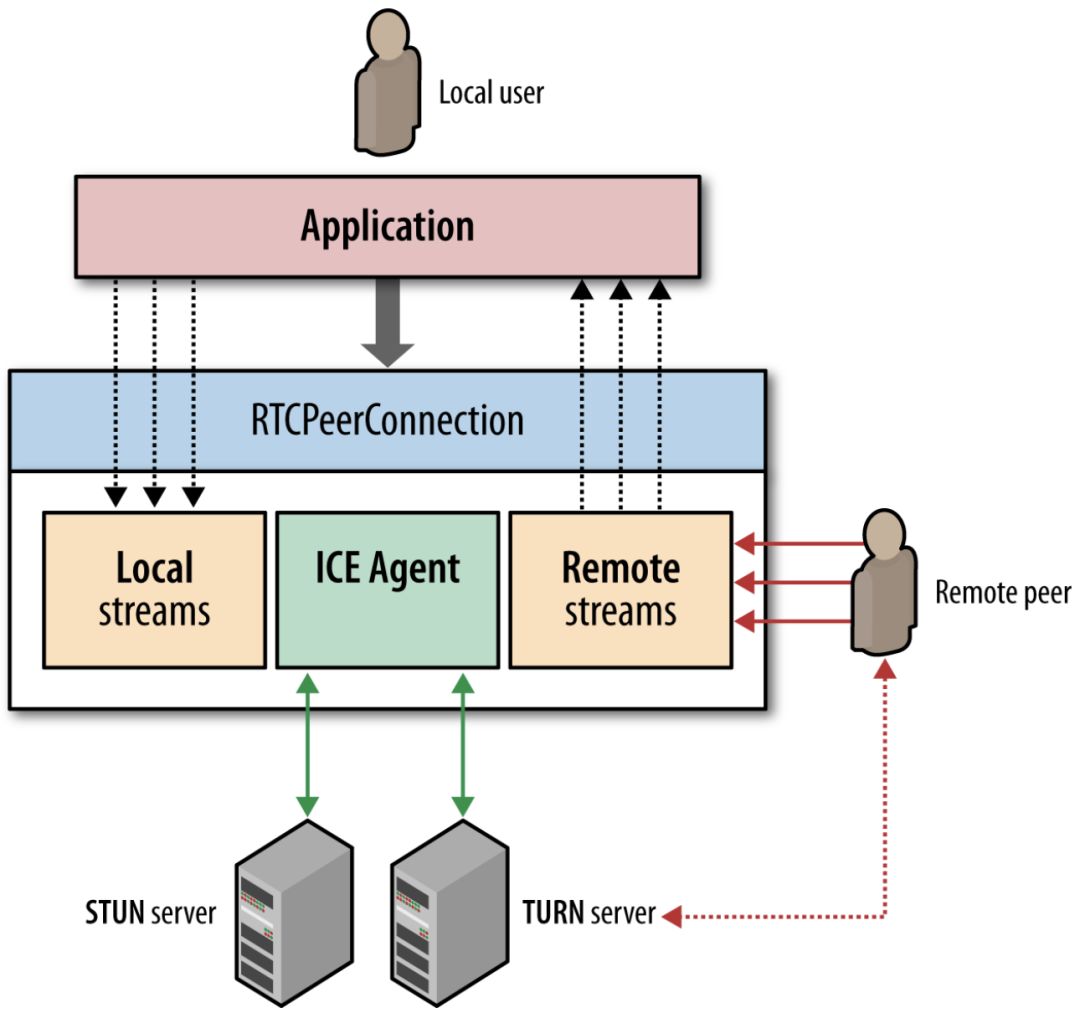 Local user
Application
RTCPeerConnection
Local
streams
ICE Agent
Remote
streams
Remote peer
STUN server
TURN server